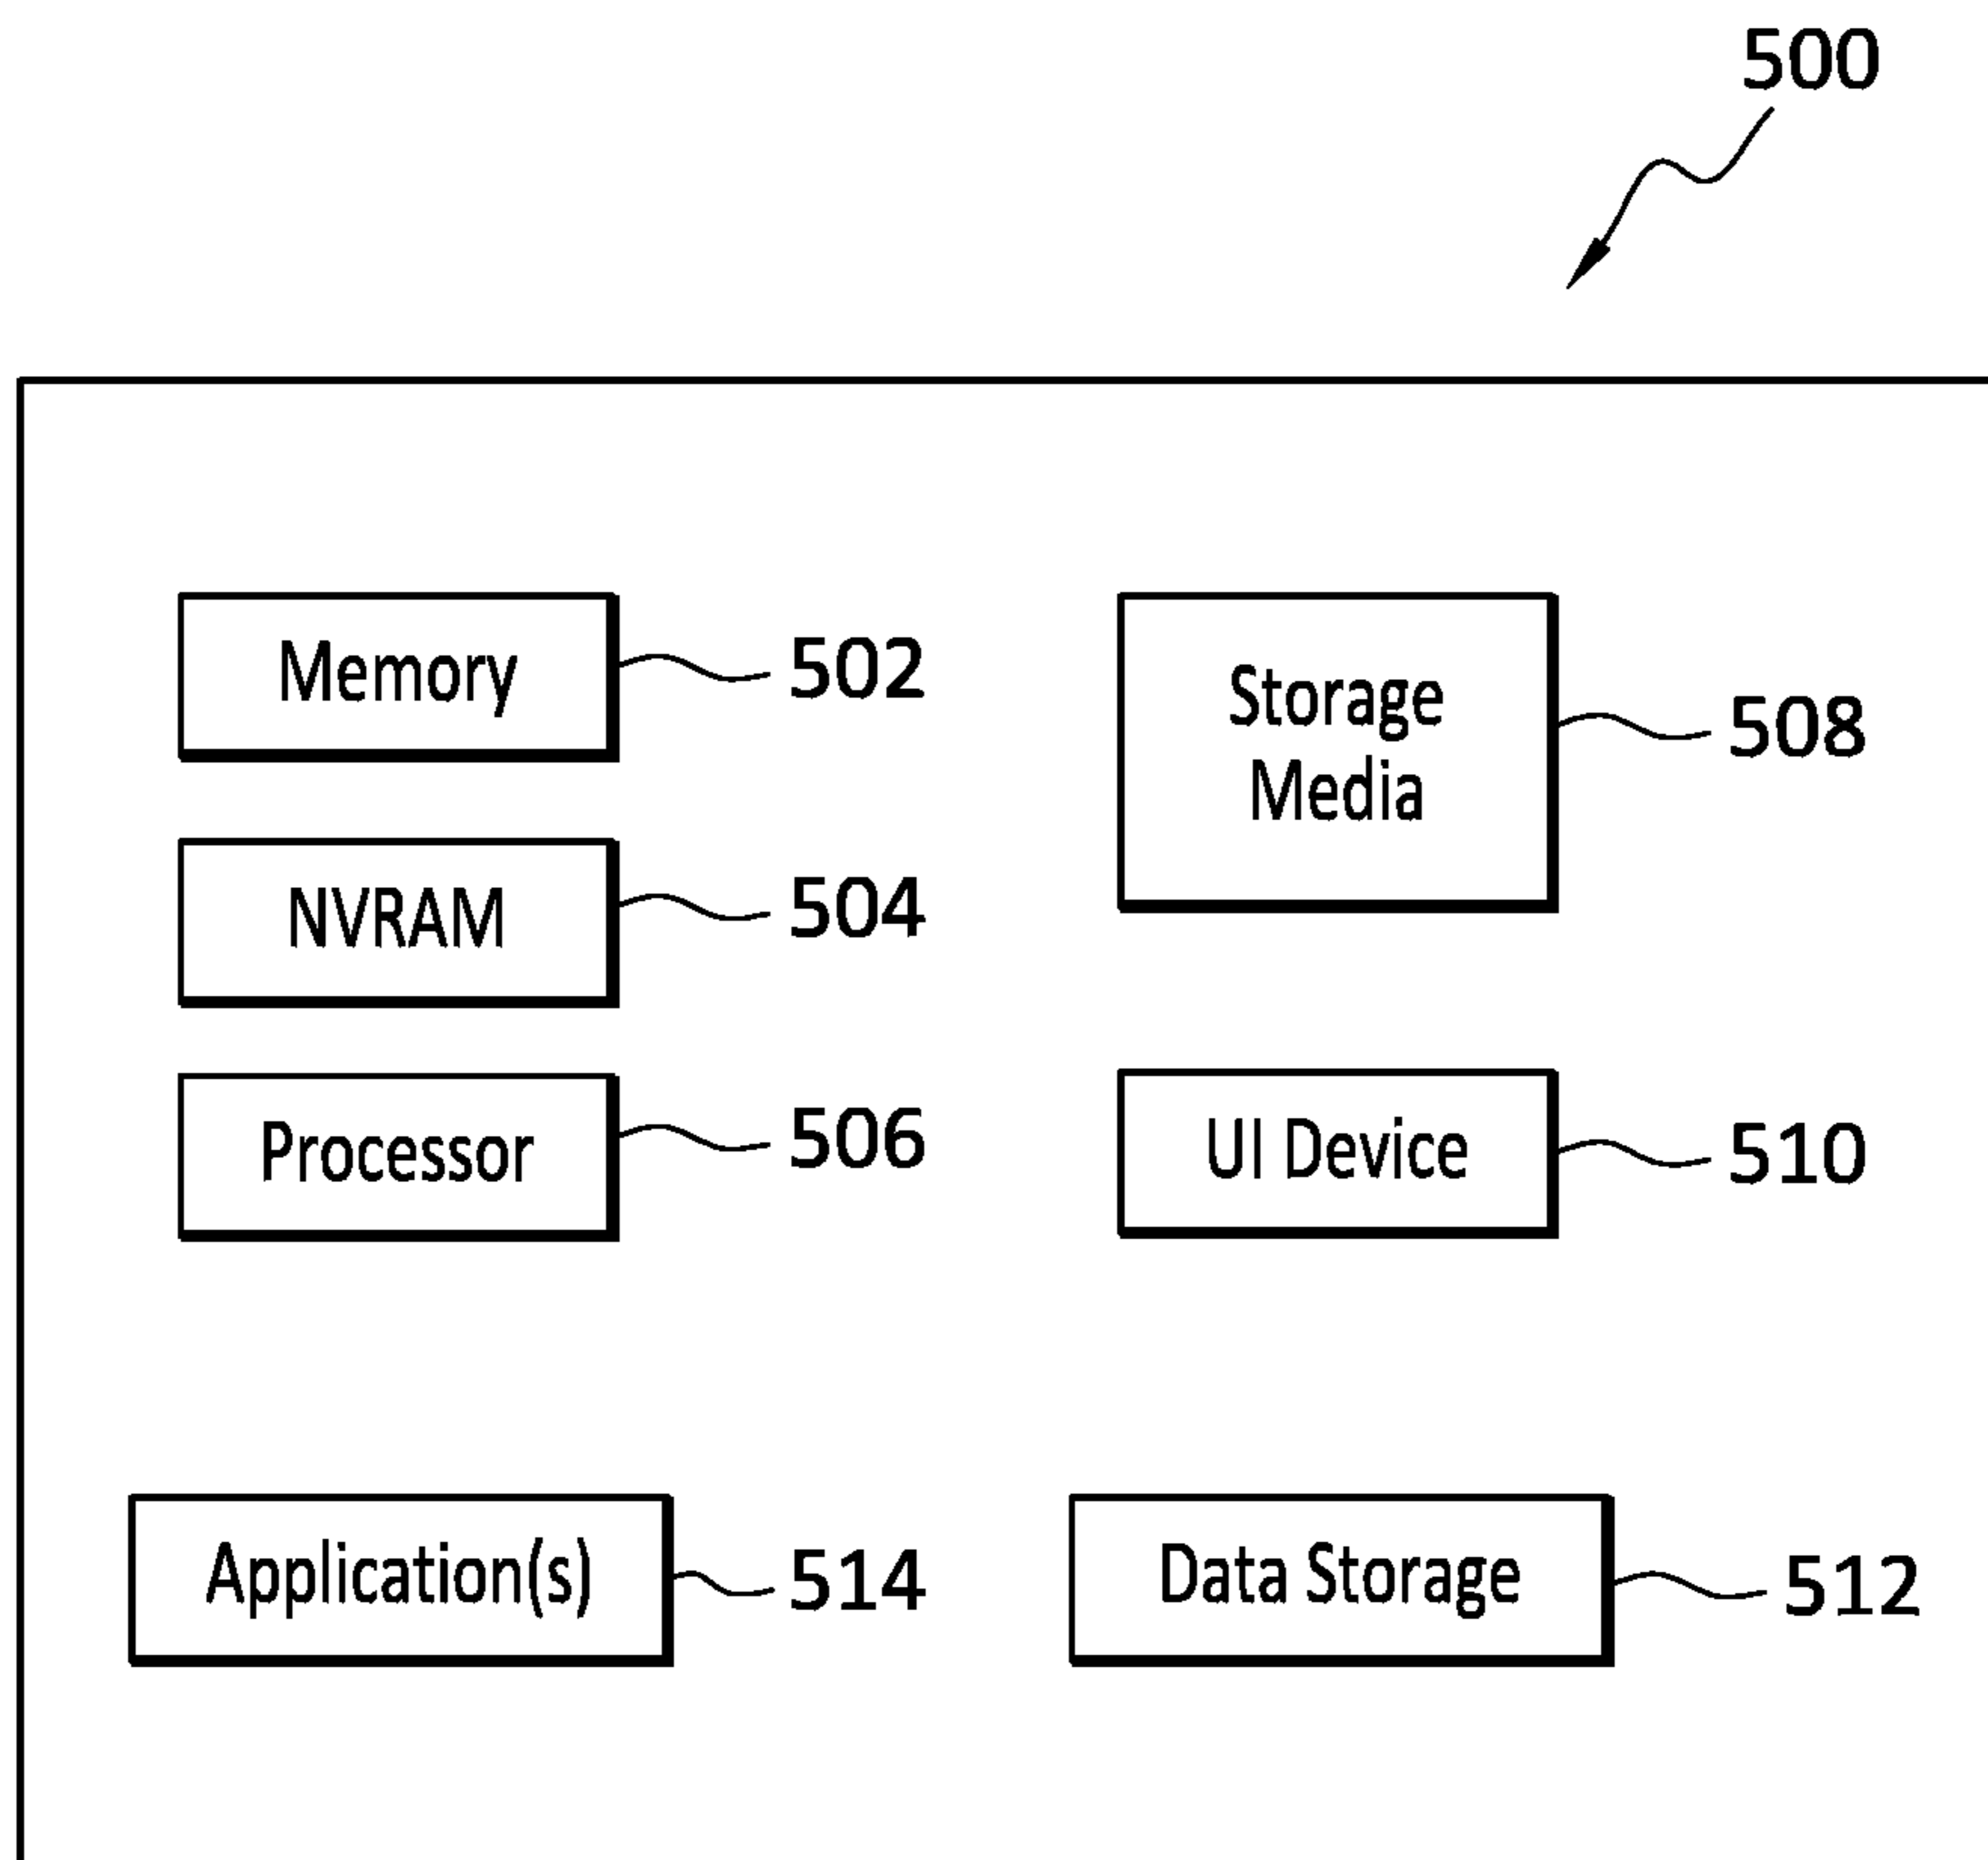 500
Memory
502
Storage
Media
508
NVRAM
504
Processor
506
UI Device
510
Application(s)
514
Data Storage
512